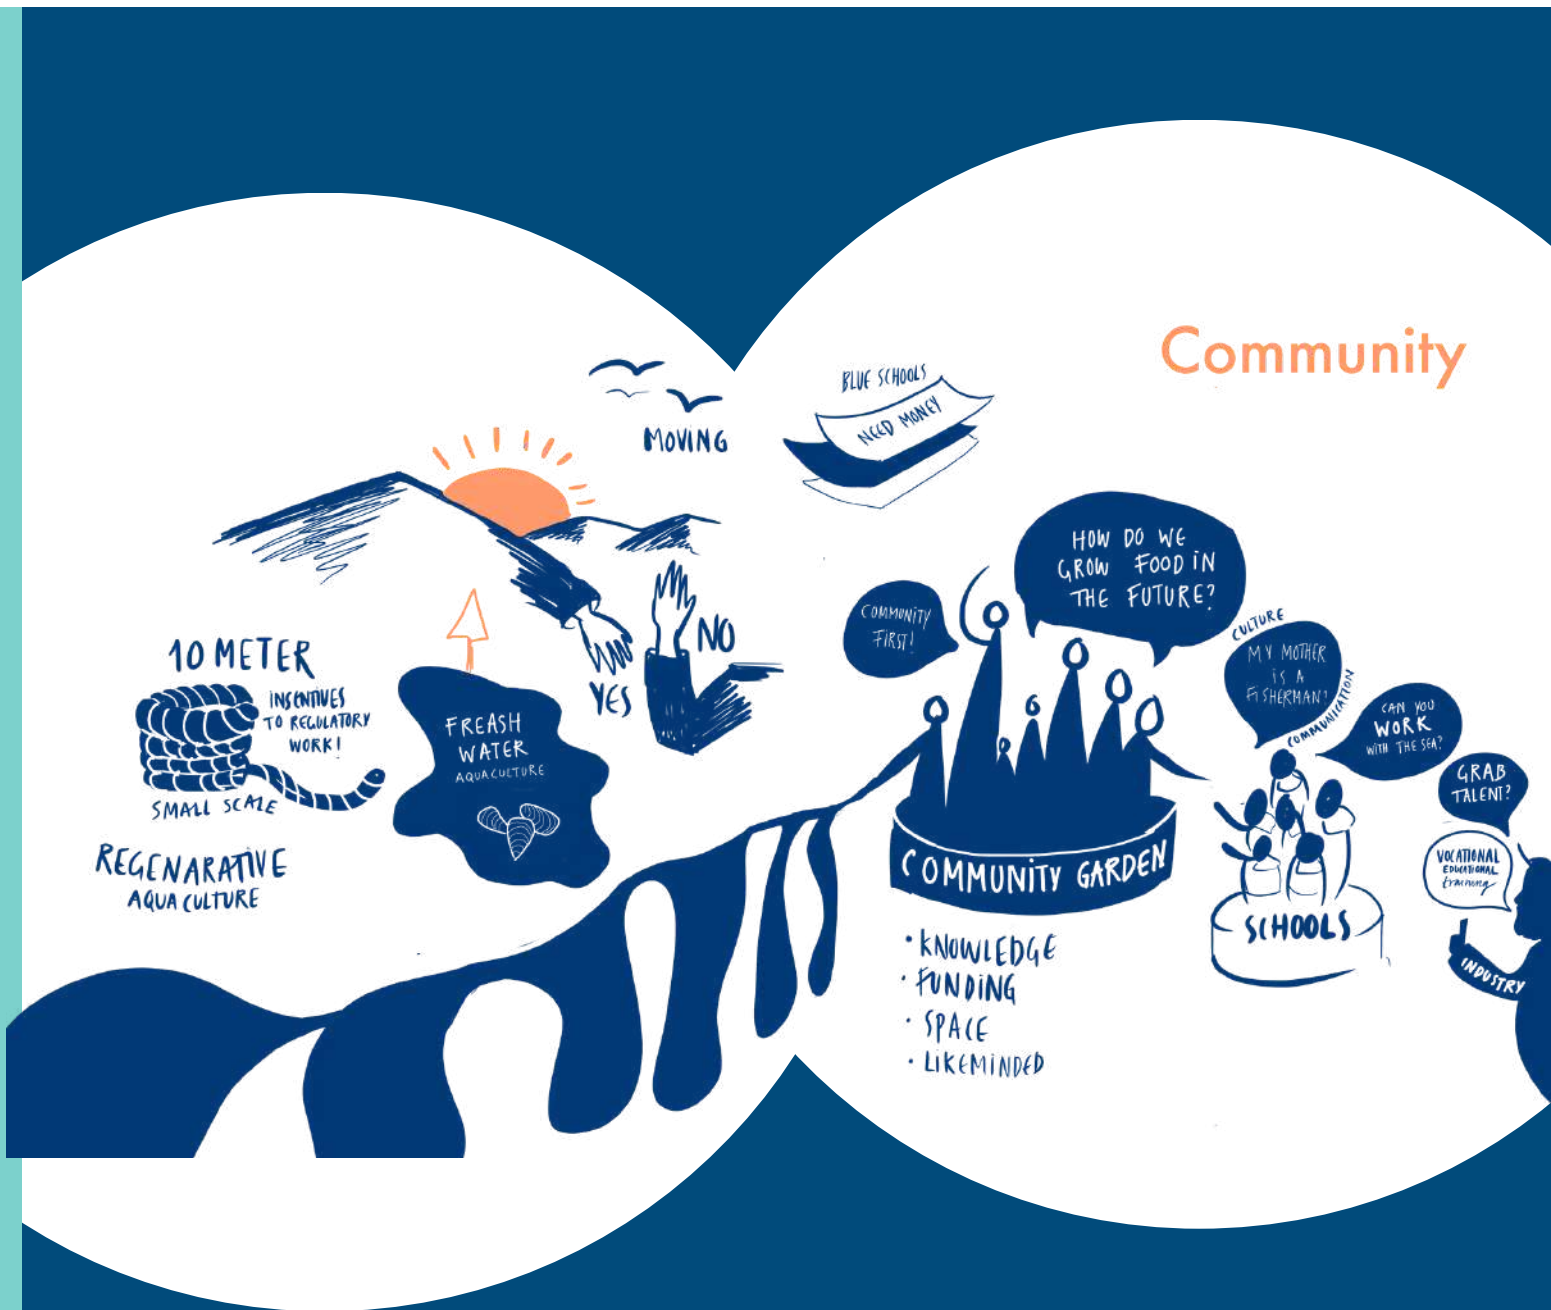 Community
BLUE SCHOOLS
NEED MONEY
MOVING
NO
YES
10 METER
INSENTIVES
TO REGULATORY
WORK!
SMALL SCALE
REGENARATIVE
AQUA CULTURE
FREASH
WATER
AQUACULTURE
COMMUNITY
FIRST!
HOW DO WE
GROW FOOD IN
THE FUTURE?
COMMUNITY GARDEN
• KNOWLEDGE
• FUNDING
• SPACE
• LIKEMINDED
CULTURE
MY MOTHER
IS A
FISHERMAN!
COMMUNICATION
CAN YOU
WORK
WITH THE SEA?
SCHOOLS
GRAB
TALENT?
VOCATIONAL
EDUCATIONAL
training
INDUSTRY